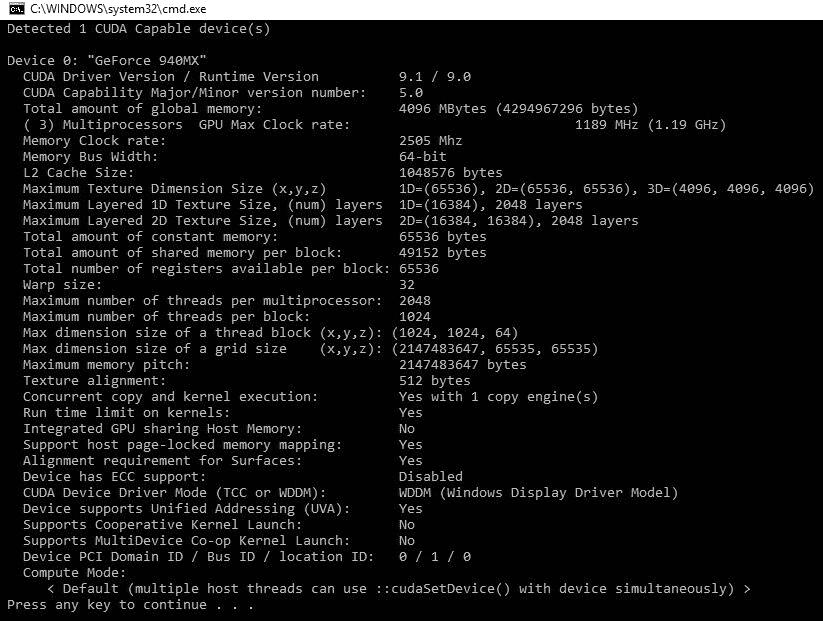 C:\WINDOWS\system32\cmd.exe
Detected 1 CUDA Capable device(s)
Device 0: "GeForce 940MX"
CUDA Driver Version / Runtime Version 9.1 / 9.0
CUDA Capability Major/Minor version number: 5.0
Total amount of global memory: 4096 MBytes (4294967296 bytes)
( 3) Multiprocessors GPU Max Clock rate: 1189 MHz (1.19 GHz)
Memory Clock rate: 2505 Mhz
Memory Bus Width: 64-bit
L2 Cache Size: 1048576 bytes
Maximum Texture Dimension Size (x,y,z) 1D=(65536), 2D=(65536, 65536), 3D=(4096, 4096, 4096)
Maximum Layered 1D Texture Size, (num) layers 1D=(16384), 2048 layers
Maximum Layered 2D Texture Size, (num) layers 2D=(16384, 16384), 2048 layers
Total amount of constant memory: 65536 bytes
Total amount of shared memory per block: 49152 bytes
Total number of registers available per block: 65536
Warp size: 32
Maximum number of threads per multiprocessor: 2048
Maximum number of threads per block: 1024
Max dimension size of a thread block (x,y,z): (1024, 1024, 64)
Max dimension size of a grid size (x,y,z): (2147483647, 65535, 65535)
Maximum memory pitch: 2147483647 bytes
Texture alignment: 512 bytes
Concurrent copy and kernel execution: Yes with 1 copy engine(s)
Run time limit on kernels: Yes
Integrated GPU sharing Host Memory: No
Support host page-locked memory mapping: Yes
Alignment requirement for Surfaces: Yes
Device has ECC support: Disabled
CUDA Device Driver Mode (TCC or WDDM): WDDM (Windows Display Driver Model)
Device supports Unified Addressing (UVA): Yes
Supports Cooperative Kernel Launch: No
Supports MultiDevice Co-op Kernel Launch: No
Device PCI Domain ID / Bus ID / location ID: 0 / 1 / 0
Compute Mode:
< Default (multiple host threads can use ::cudaSetDevice() with device simultaneously) >
Press any key to continue . . .